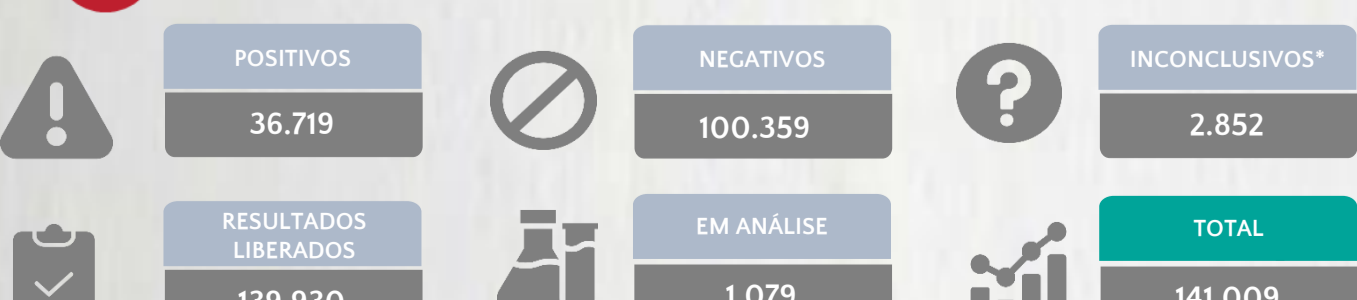 POSITIVOS
36.719
NEGATIVOS
100.359
INCONCLUSIVOS*
2.852
RESULTADOS
LIBERADOS
139.930
EM ANÁLISE
1.079
TOTAL
141.009